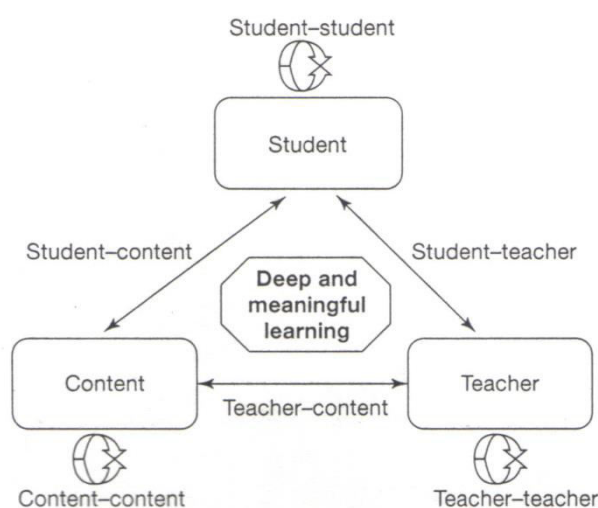 Student–student
Student
Student–content
Student–teacher
Deep and
meaningful
learning
Content
Teacher
Teacher–content
Content–content
Teacher–teacher